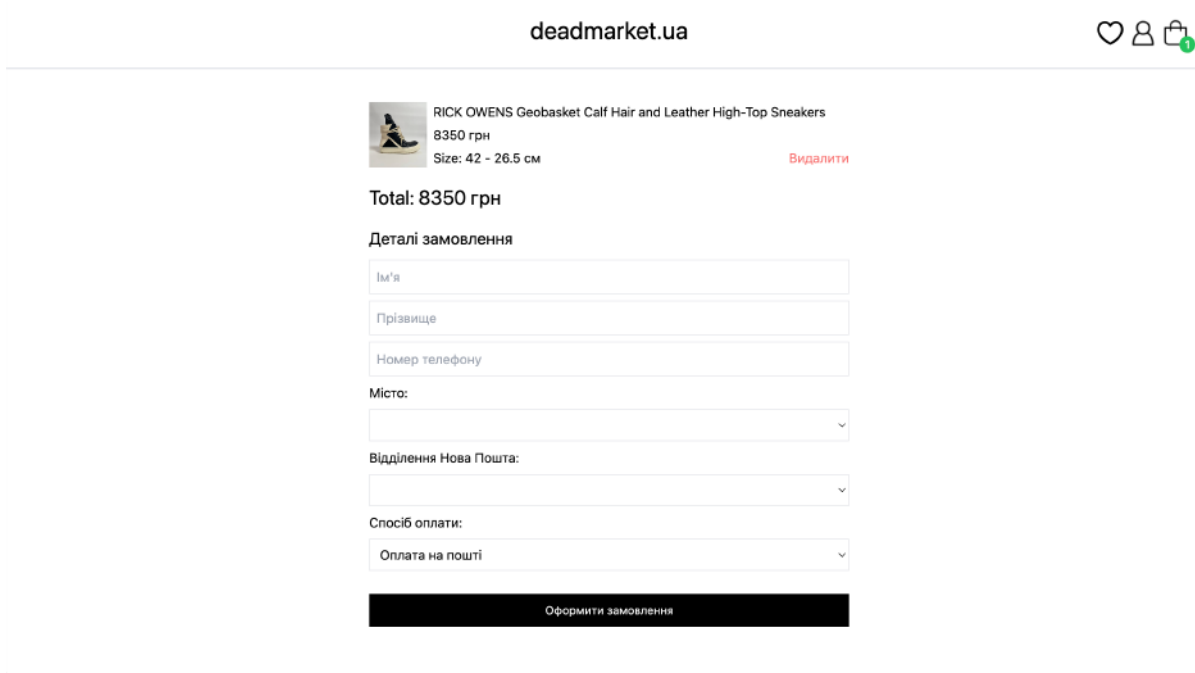 deadmarket.ua
1
RICK OWENS Geobasket Calf Hair and Leather High-Top Sneakers
8350 грн
Size: 42 - 26.5 см
Видалити
Total: 8350 грн
Деталі замовлення
Ім'я
Прізвище
Номер телефону
Місто:
Відділення Нова Пошта:
Спосіб оплати:
Оплата на пошті
Оформити замовлення